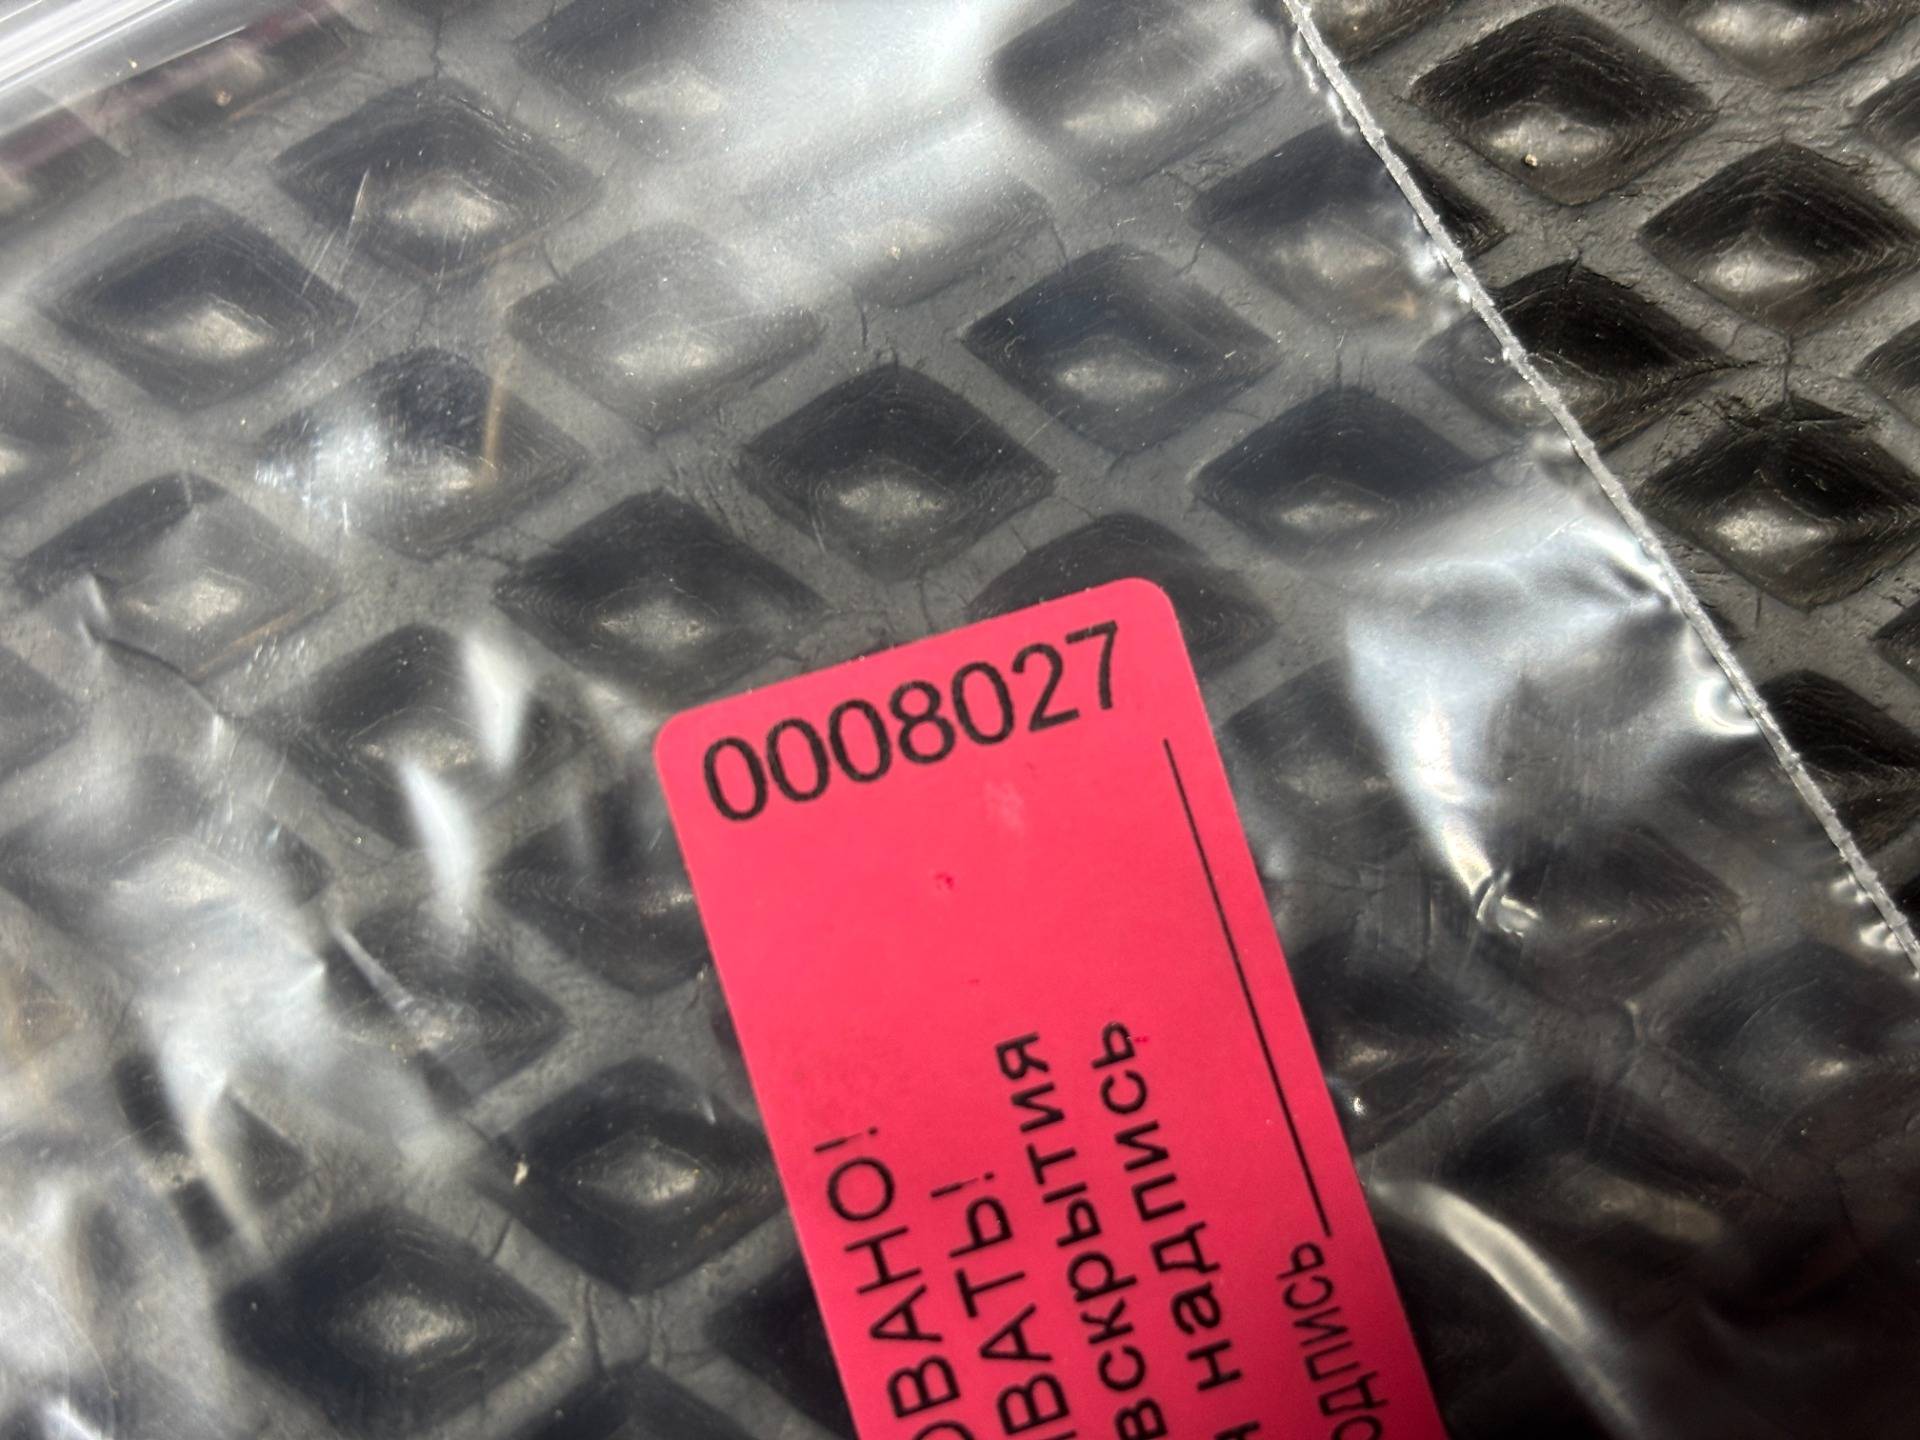 0008027
ОВАНО!
ВАТЬ!
вскрытия
надпись
одпись